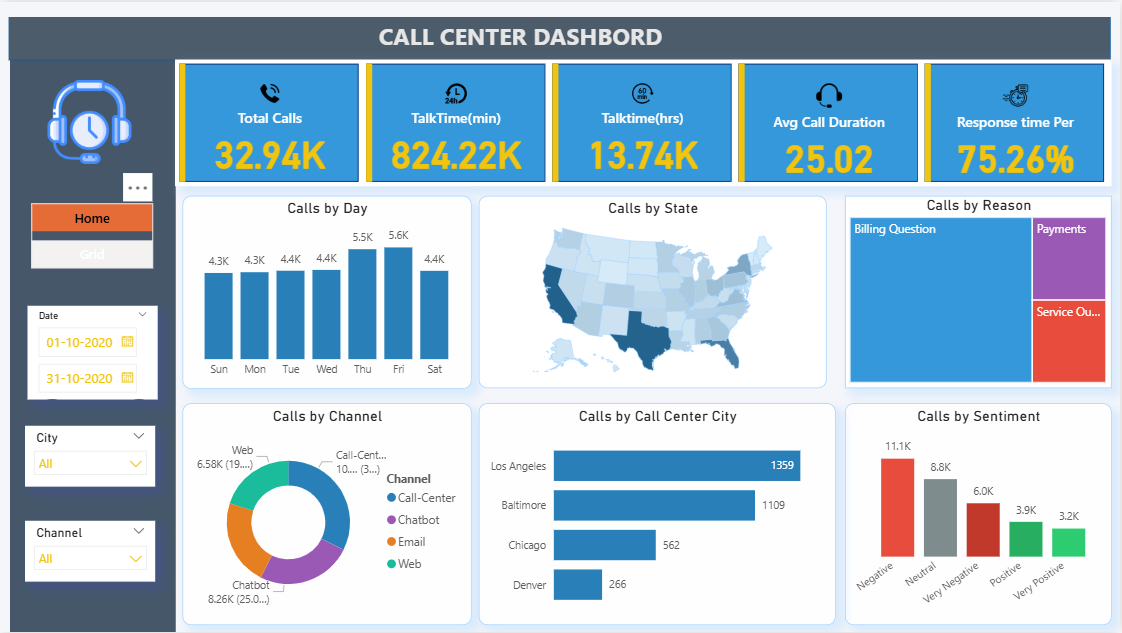 CALL CENTER DASHBORD
24h
60
min
Total Calls
32.94K
TalkTime(min)
824.22K
Talktime(hrs)
13.74K
Avg Call Duration
25.02
Response time Per
75.26%
Home
Grid
Date
01-10-2020
31-10-2020
City
All
Channel
All
Calls by Day
4.3K
4.3K
4.4K
4.4K
5.5K
5.6K
4.4K
Sun
Mon
Tue
Wed
Thu
Fri
Sat
Calls by State
Calls by Reason
Billing Question
Payments
Service Ou...
Calls by Channel
Web
6.58K (19....)
Call-Cent...
10.... (3...)
Chatbot
8.26K (25.0...)
Channel
Call-Center
Chatbot
Email
Web
Calls by Call Center City
Los Angeles 1359
Baltimore 1109
Chicago 562
Denver 266
Calls by Sentiment
11.1K
8.8K
6.0K
3.9K
3.2K
Negative
Neutral
Very Negative
Positive
Very Positive